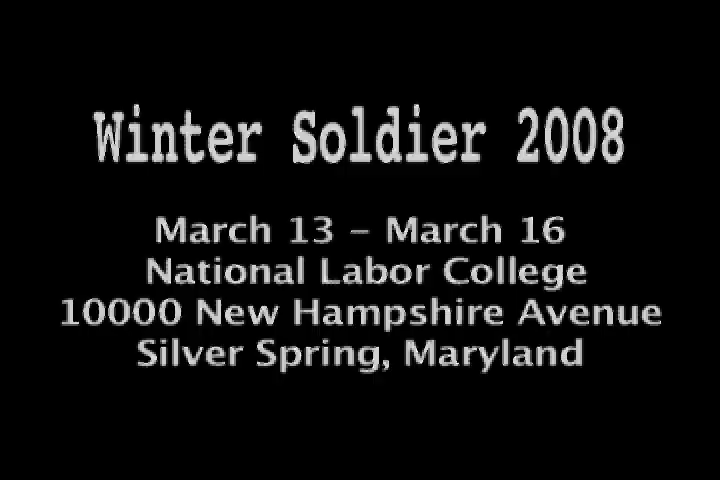 Winter Soldier 2008
March 13 – March 16
National Labor College
10000 New Hampshire Avenue
Silver Spring, Maryland